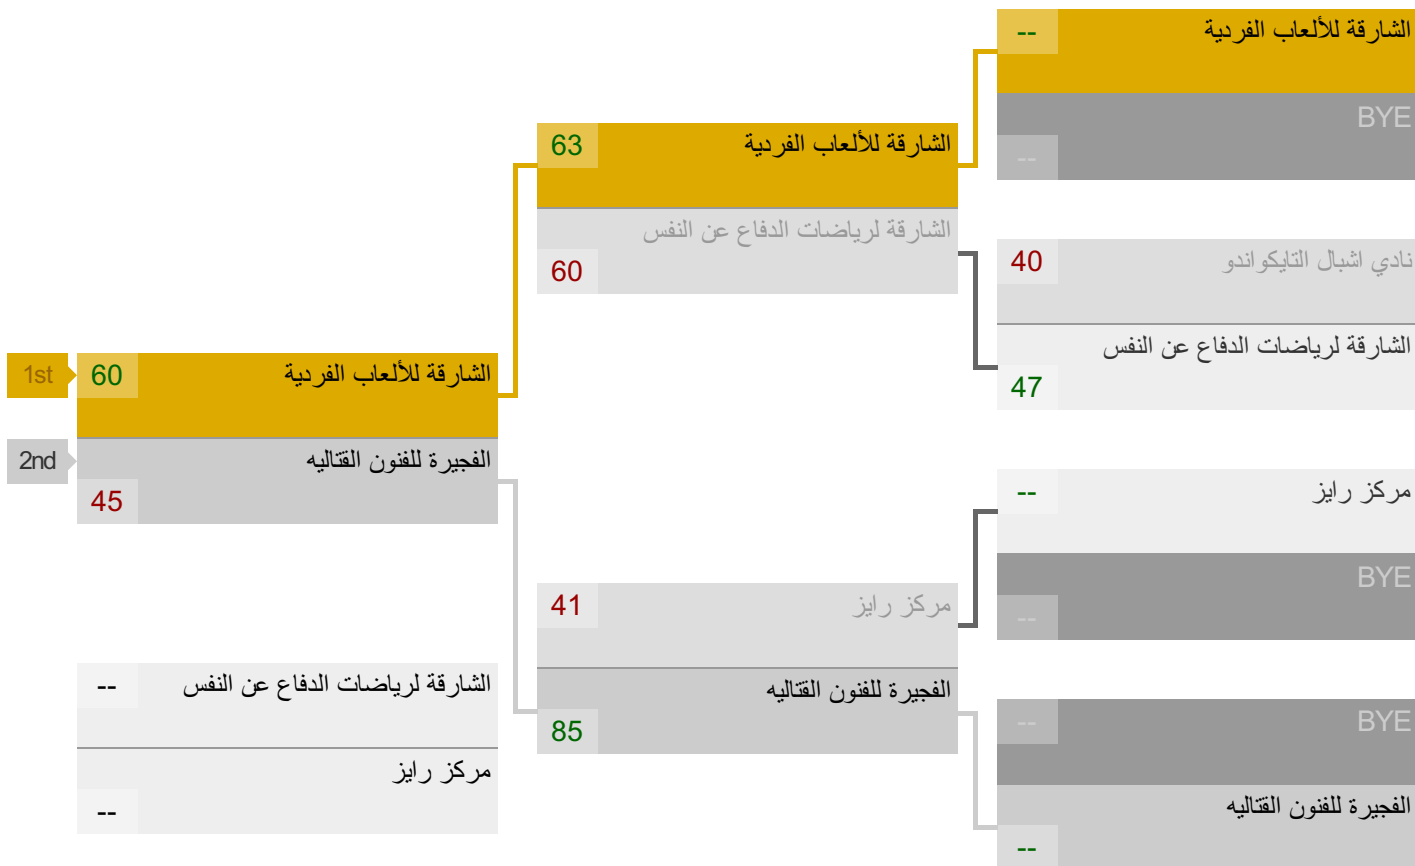 الشارقة للألعاب الفردية
--
BYE
--
نادي اشبال التايكواندو
40
الشارقة لرياضات الدفاع عن النفس
47
مركز رايز
--
BYE
--
BYE
--
الفجيرة للفنون القتاليه
--
الشارقة للألعاب الفردية
63
الشارقة لرياضات الدفاع عن النفس
60
مركز رايز
41
الفجيرة للفنون القتاليه
85
الشارقة للألعاب الفردية
60
1st
الفجيرة للفنون القتاليه
2nd
45
الشارقة لرياضات الدفاع عن النفس
--
مركز رايز
--